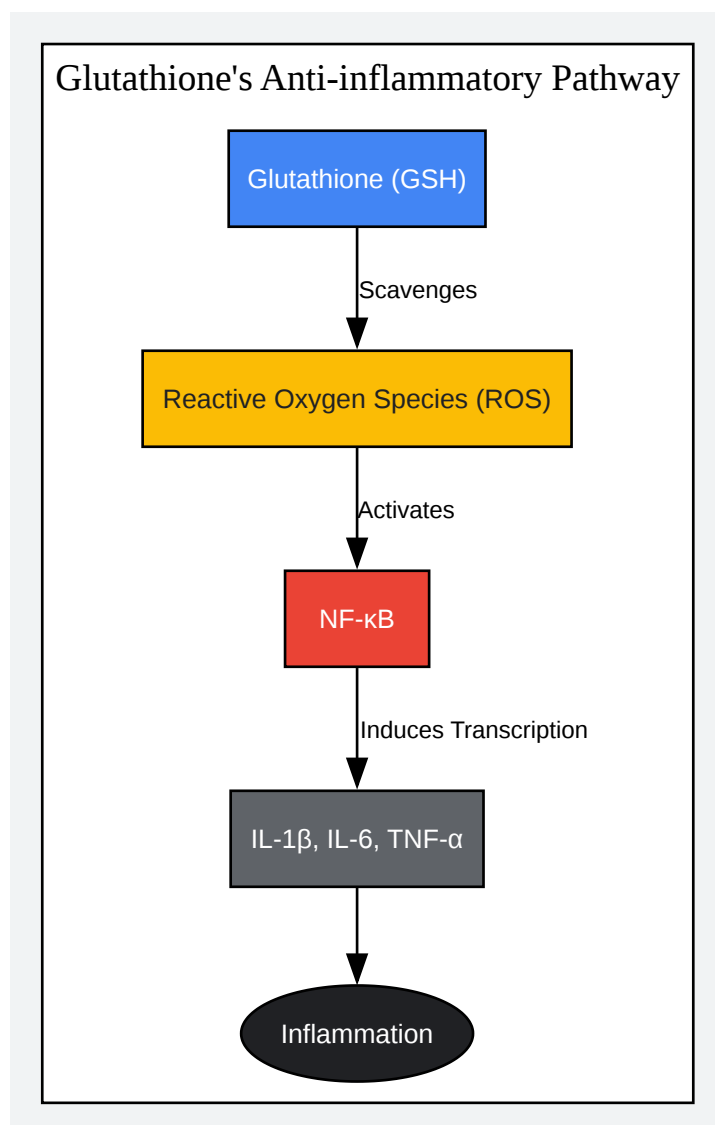 Glutathione's Anti-inflammatory Pathway
Glutathione (GSH)
Scavenges
Reactive Oxygen Species (ROS)
Activates
NF-κB
Induces Transcription
IL-1β, IL-6, TNF-α
Inflammation